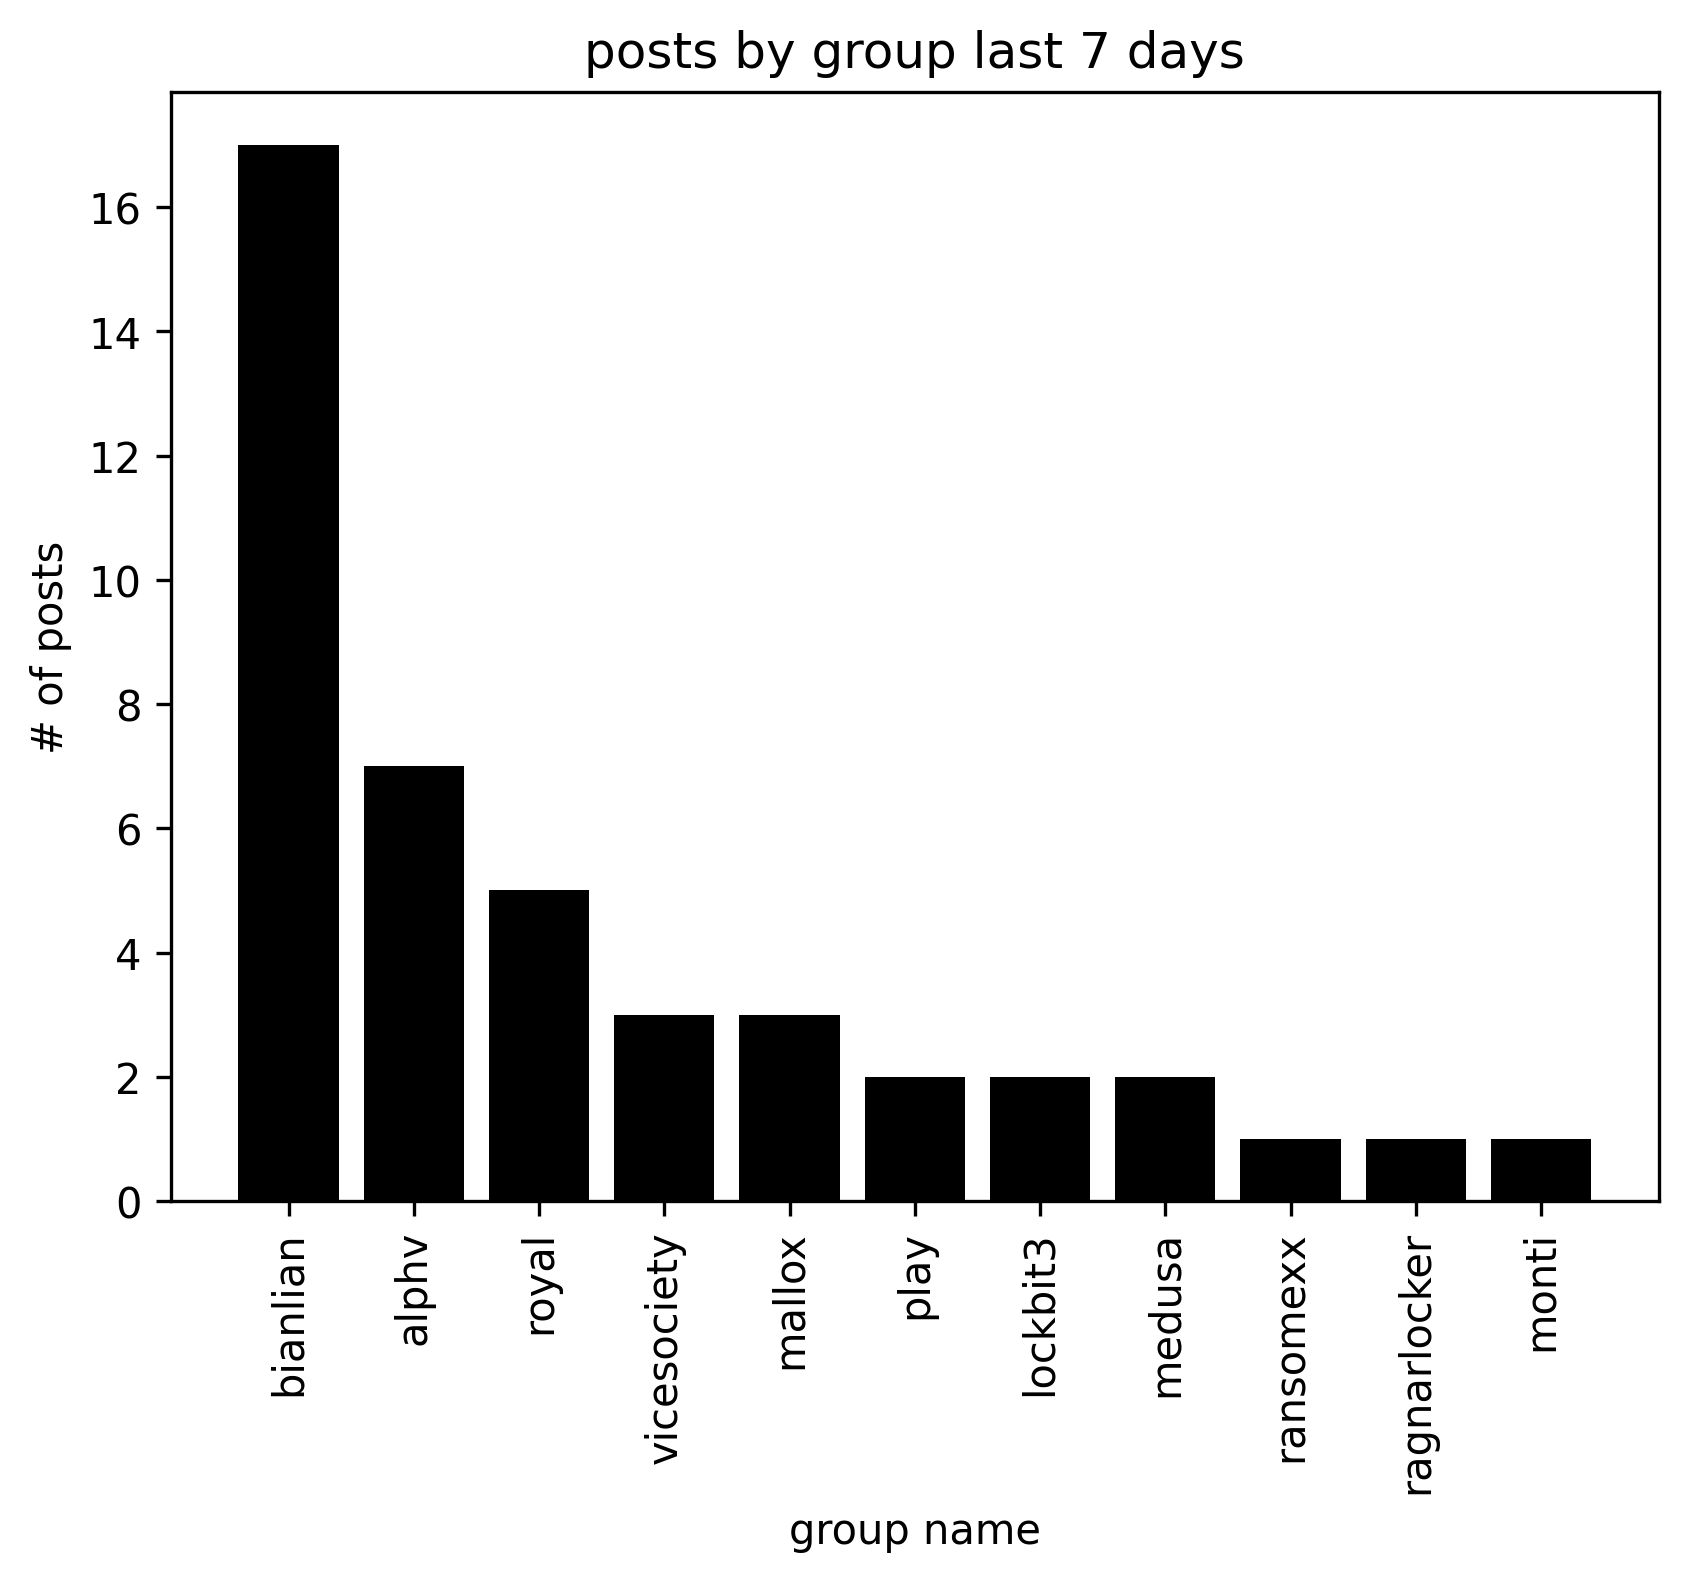 posts by group last 7 days
# of posts
16
14
12
10
8
6
4
2
0
bianlian
alphv
royal
vicesociety
mallox
play
lockbit3
medusa
ransomexx
ragnarlocker
monti
group name